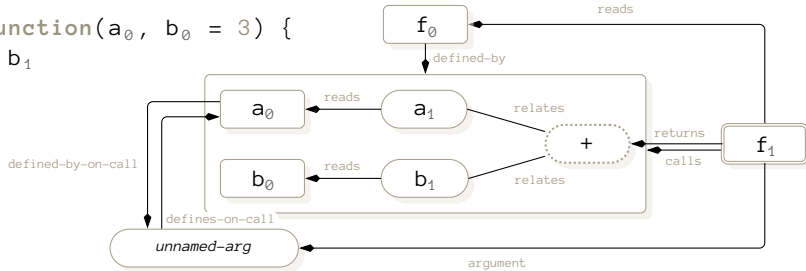 unction(a₀, b₀ = 3) {
b₁
reads
f₀
defined-by
a₀
reads
a₁
relates
+
returns
f₁
calls
defined-by-on-call
b₀
reads
b₁
relates
defines-on-call
unnamed-arg
argument